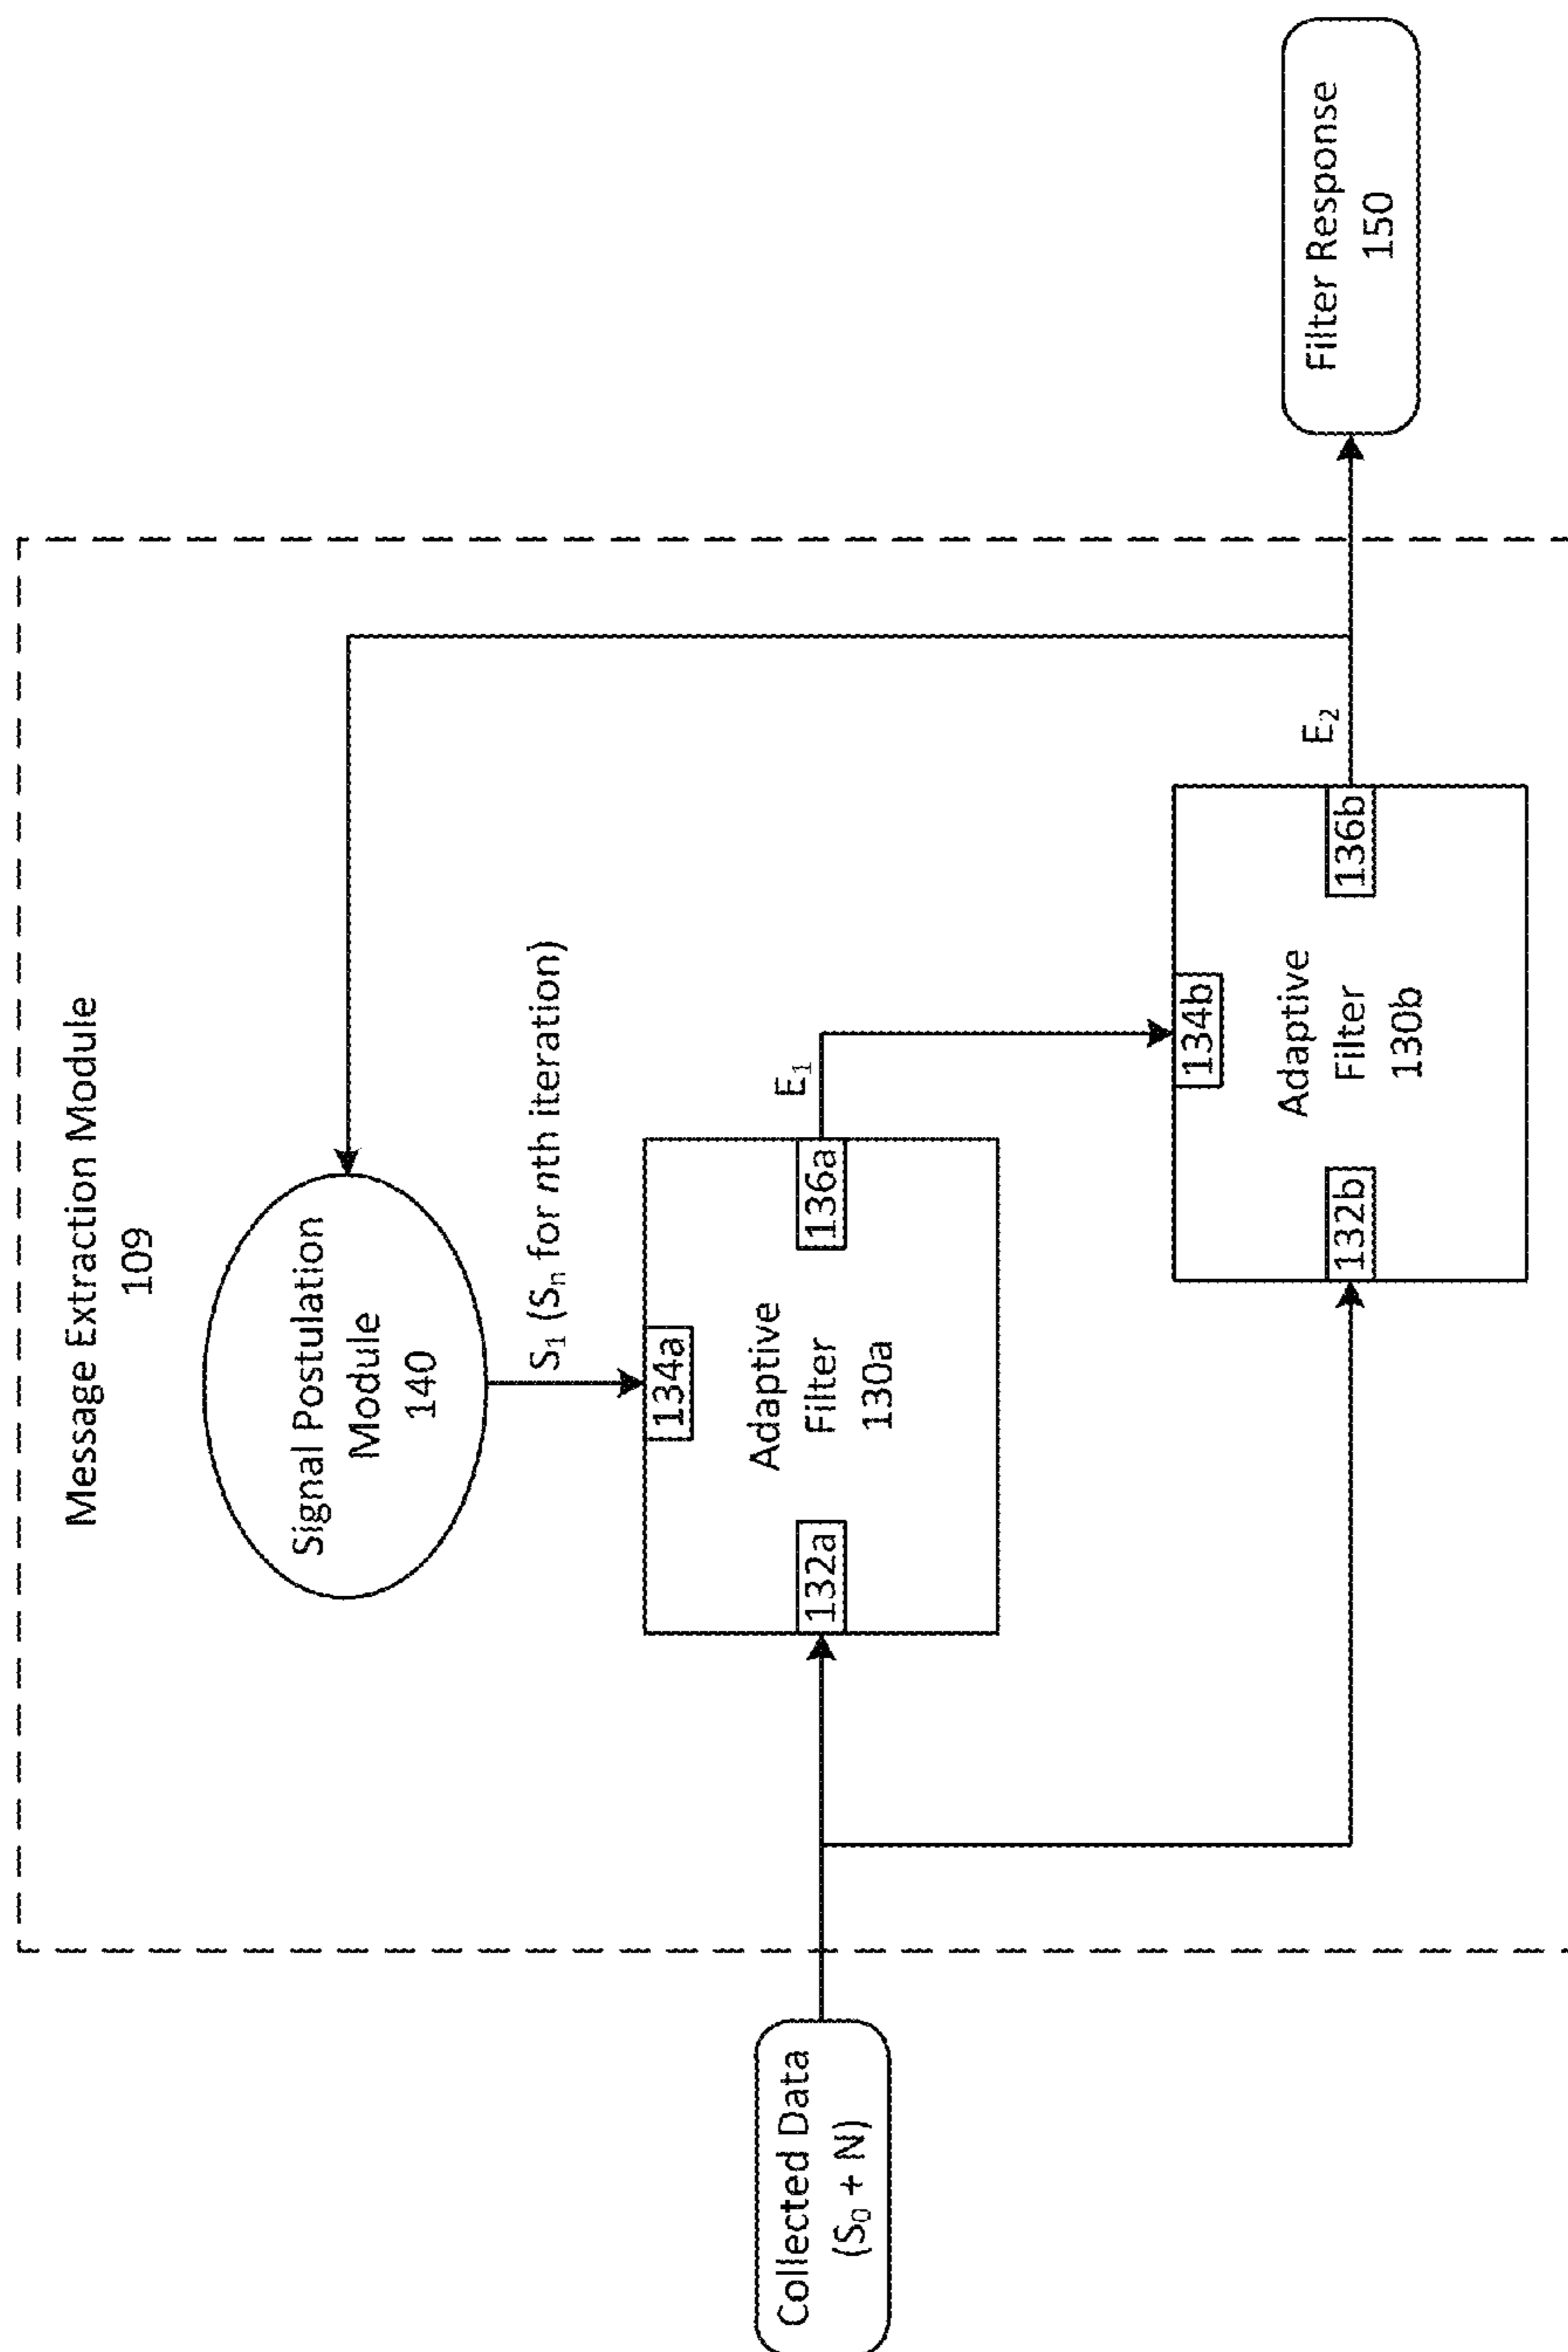 Message Extraction Module
109
Signal Postulation
Module
140
S₁ (Sₙ for nth iteration)
Collected Data
(S₀ + N)
132a
134a
136a
Adaptive
Filter
130a
E₁
132b
134b
136b
Adaptive
Filter
130b
E₂
Filter Response
150